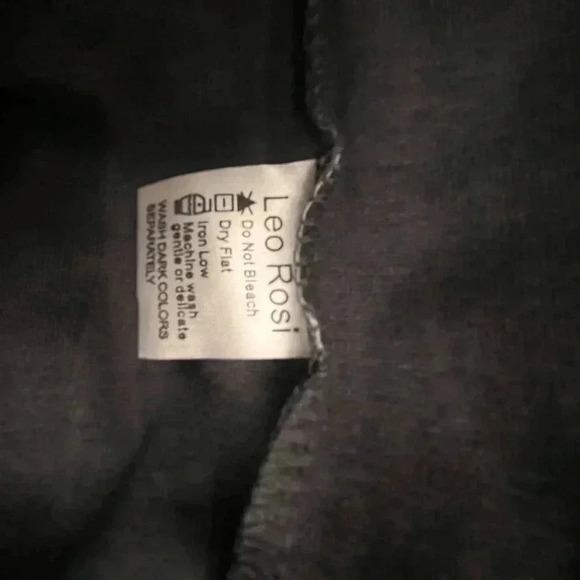 Leo Rosi
Do Not Bleach
Dry Flat
Iron Low
Machine wash
gentle or delicate
WASH DARK COLORS
SEPARATELY